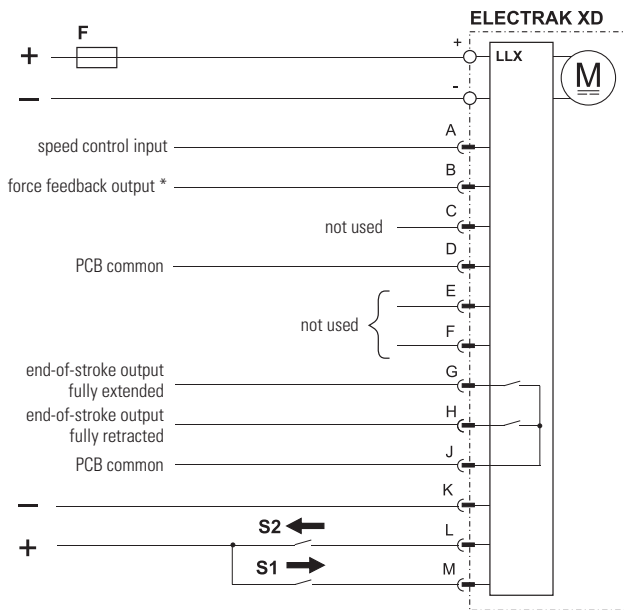 ELECTRAK XD
F
+
LLX
+
M
−
-
A
speed control input
B
force feedback output *
C
not used
D
PCB common
E
not used
F
G
end-of-stroke output
fully extended
H
end-of-stroke output
fully retracted
J
PCB common
K
−
S2
L
+
S1
M